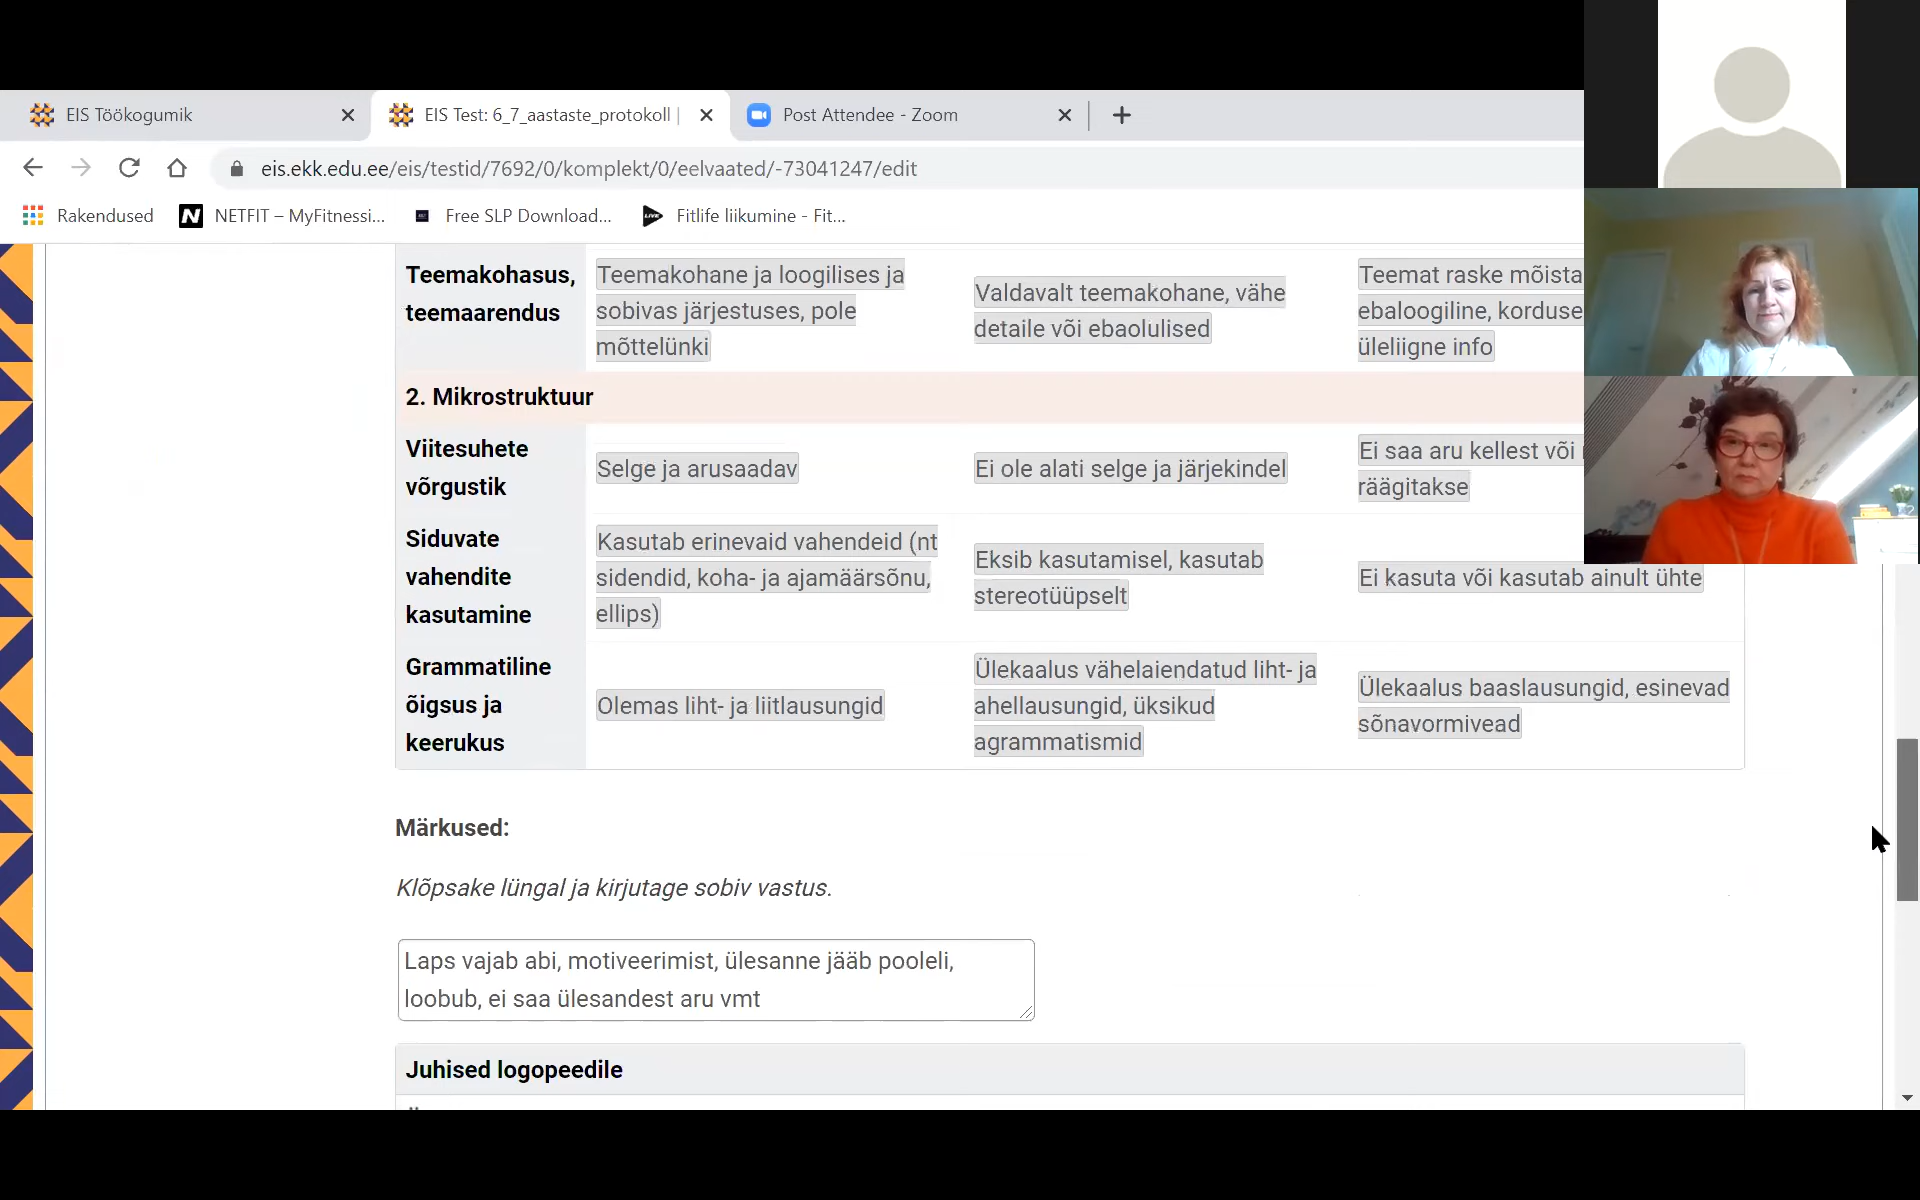 EIS Töökogumik
EIS Test: 6_7_aastaste_protokoll |
Post Attendee - Zoom
eis.ekk.edu.ee/eis/testid/7692/0/komplekt/0/eelvaated/-73041247/edit
Rakendused
NETFIT – MyFitnessi...
Free SLP Download...
Fitlife liikumine - Fit...
Teemakohasus,
teemaarendus
Teemakohane ja loogilises ja
sobivas järjestuses, pole
mõttelünki
Valdavalt teemakohane, vähe
detaile või ebaolulised
Teemat raske mõista
ebaloogiline, korduse
üleliigne info
2. Mikrostruktuur
Viitesuhete
võrgustik
Selge ja arusaadav
Ei ole alati selge ja järjekindel
Ei saa aru kellest või
räägitakse
Siduvate
vahendite
kasutamine
Kasutab erinevaid vahendeid (nt
sidendid, koha- ja ajamäärsõnu,
ellips)
Eksib kasutamisel, kasutab
stereotüüpselt
Ei kasuta või kasutab ainult ühte
Grammatiline
õigsus ja
keerukus
Olemas liht- ja liitlausungid
Ülekaalus vähelaiendatud liht- ja
ahellausungid, üksikud
agrammatismid
Ülekaalus baaslausungid, esinevad
sõnavormivead
Märkused:
Klõpsake lüngal ja kirjutage sobiv vastus.
Laps vajab abi, motiveerimist, ülesanne jääb pooleli,
loobub, ei saa ülesandest aru vmt
Juhised logopeedile